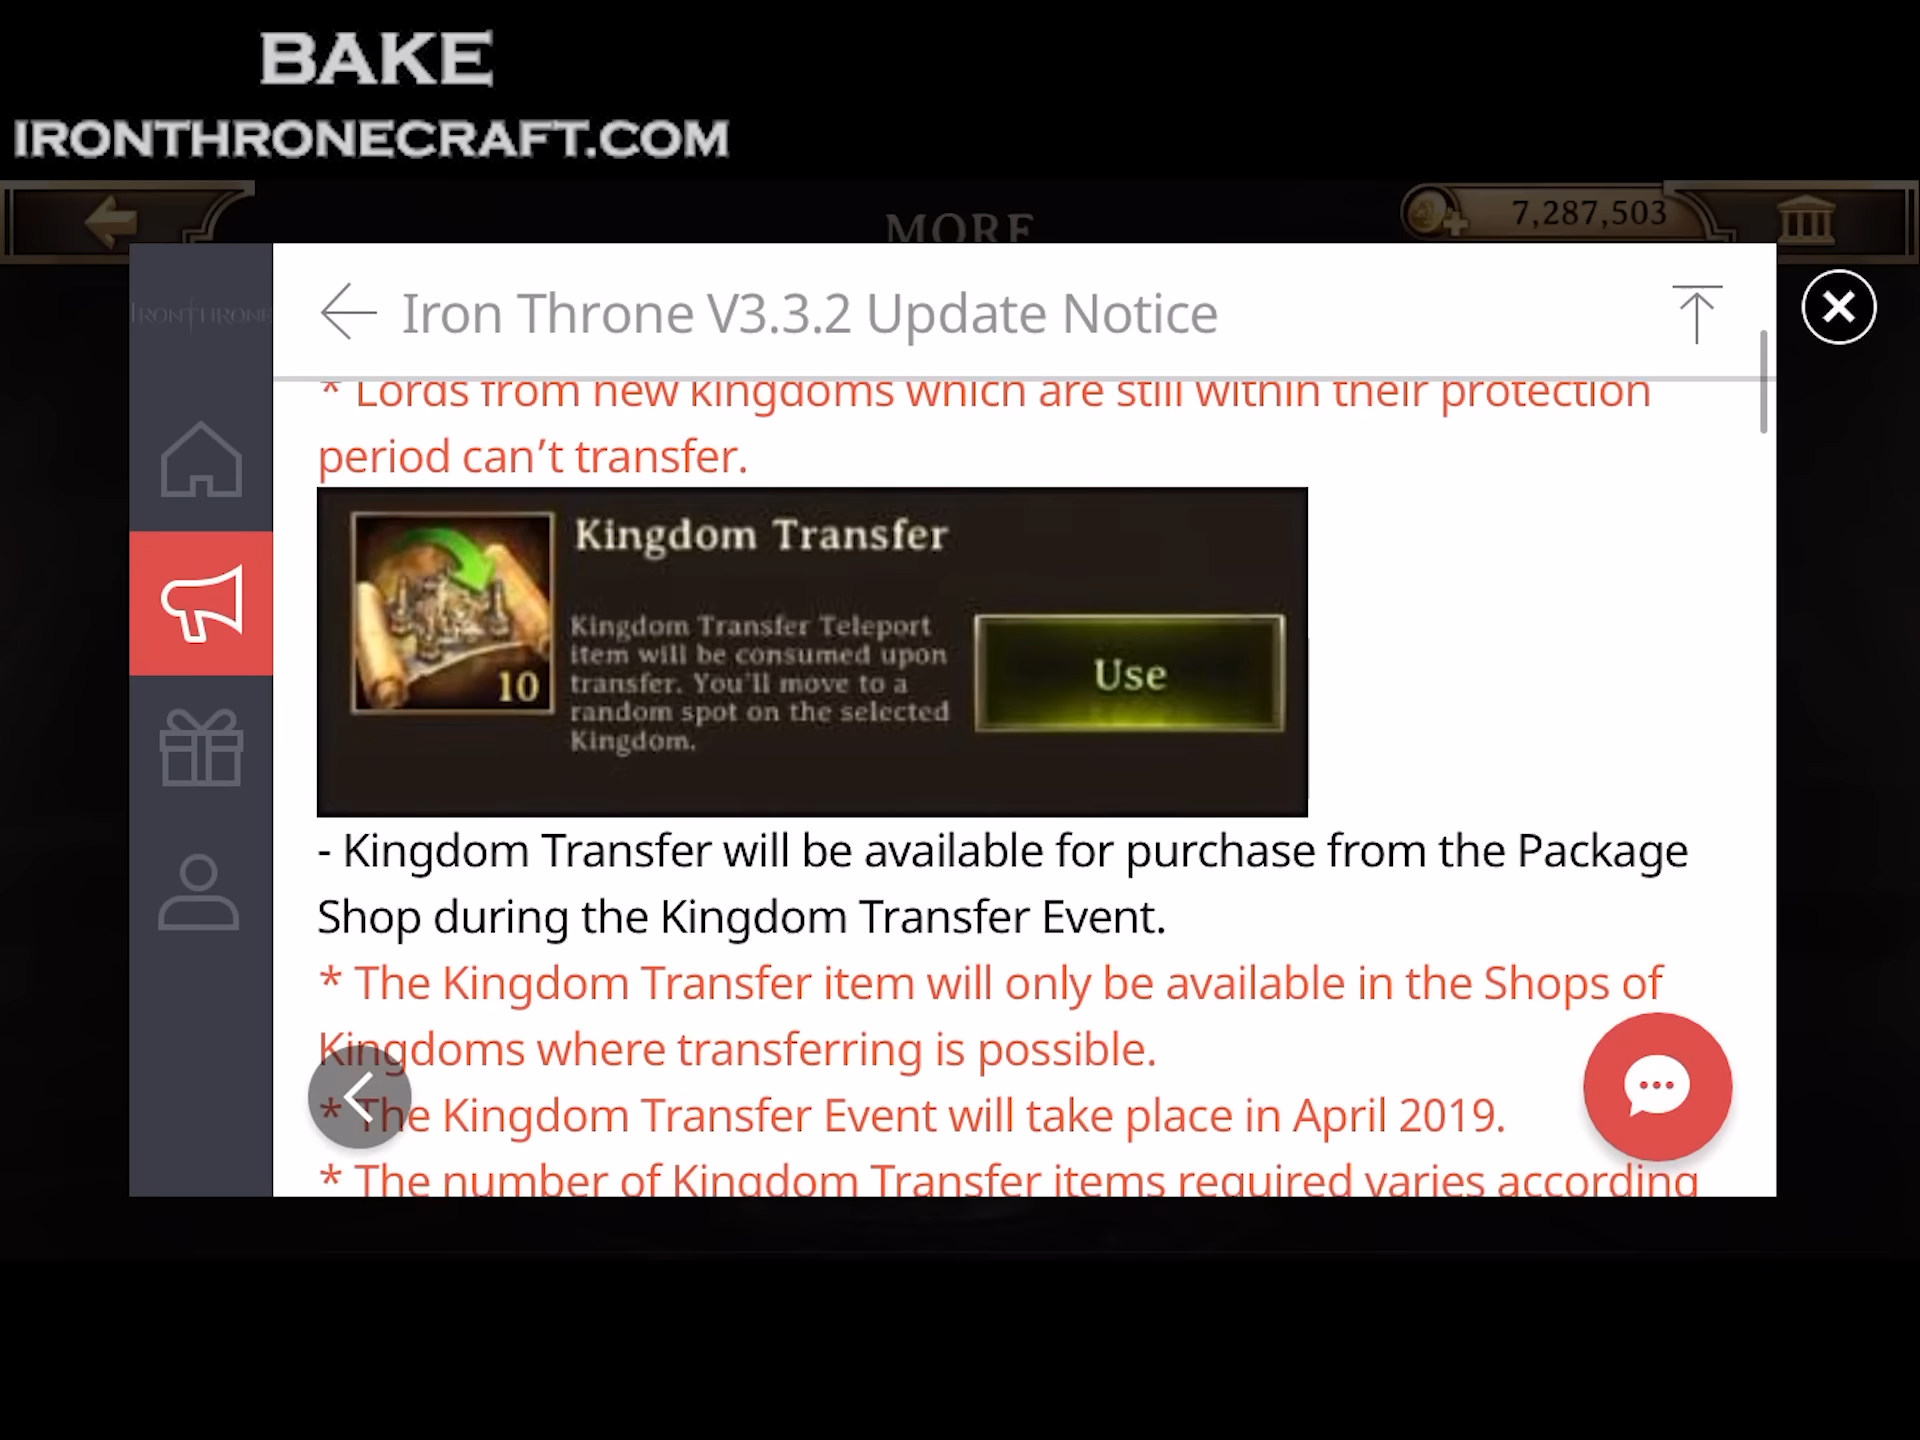 BAKE
IRONTHRONECRAFT.COM
MORE
7,287,503
IRONTHRONE
Iron Throne V3.3.2 Update Notice
* Lords from new kingdoms which are still within their protection
period can't transfer.
Kingdom Transfer
Kingdom Transfer Teleport
item will be consumed upon
transfer. You'll move to a
random spot on the selected
Kingdom.
10
Use
- Kingdom Transfer will be available for purchase from the Package
Shop during the Kingdom Transfer Event.
* The Kingdom Transfer item will only be available in the Shops of
Kingdoms where transferring is possible.
* The Kingdom Transfer Event will take place in April 2019.
* The number of Kingdom Transfer items required varies according